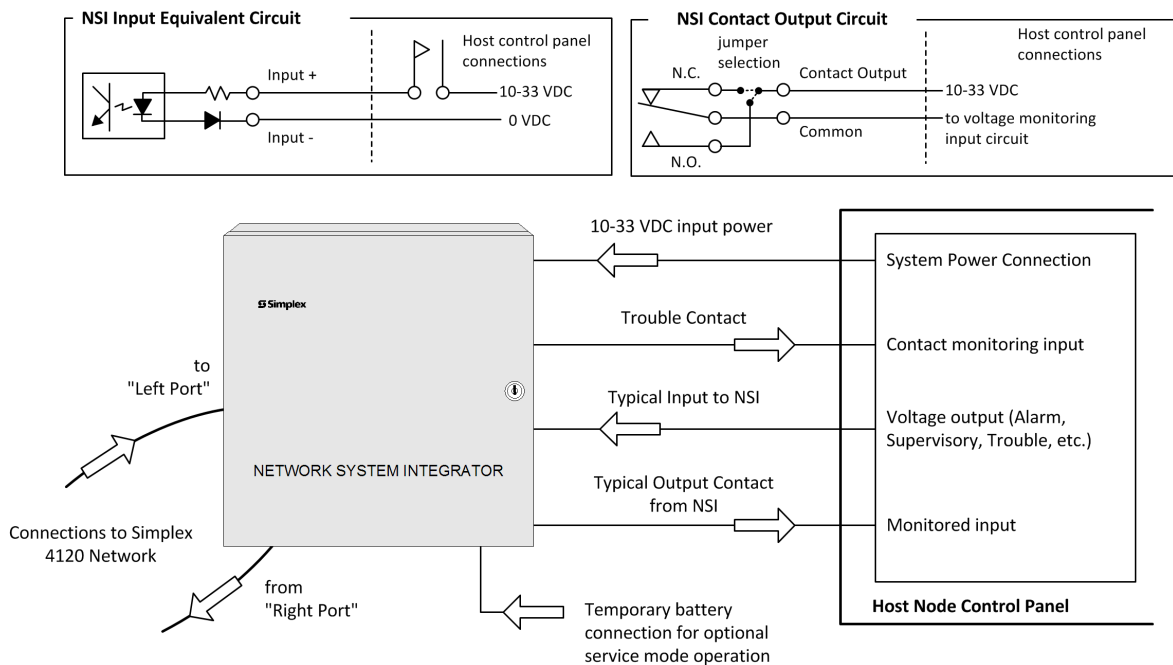 NSI Input Equivalent Circuit
Input +
Input -
Host control panel
connections
10-33 VDC
0 VDC
NSI Contact Output Circuit
jumper
selection
N.C.
N.O.
Contact Output
Common
Host control panel
connections
10-33 VDC
to voltage monitoring
input circuit
Simplex
NETWORK SYSTEM INTEGRATOR
to
"Left Port"
Connections to Simplex
4120 Network
from
"Right Port"
10-33 VDC input power
System Power Connection
Trouble Contact
Contact monitoring input
Typical Input to NSI
Voltage output (Alarm,
Supervisory, Trouble, etc.)
Typical Output Contact
from NSI
Monitored input
Host Node Control Panel
Temporary battery
connection for optional
service mode operation